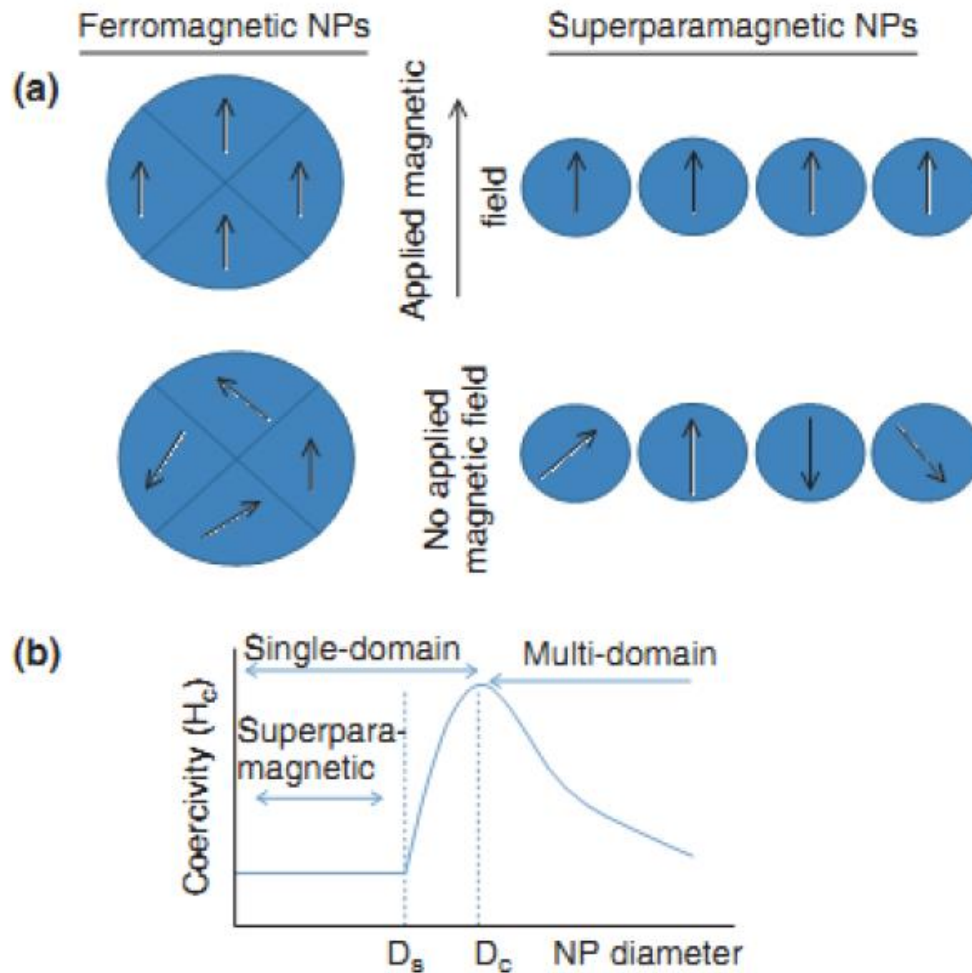 Ferromagnetic NPs
Superparamagnetic NPs
(a)
Applied magnetic
field
No applied
magnetic field
(b)
Single-domain
Multi-domain
Superpara-
magnetic
Coercivity (Hc)
Ds
Dc
NP diameter